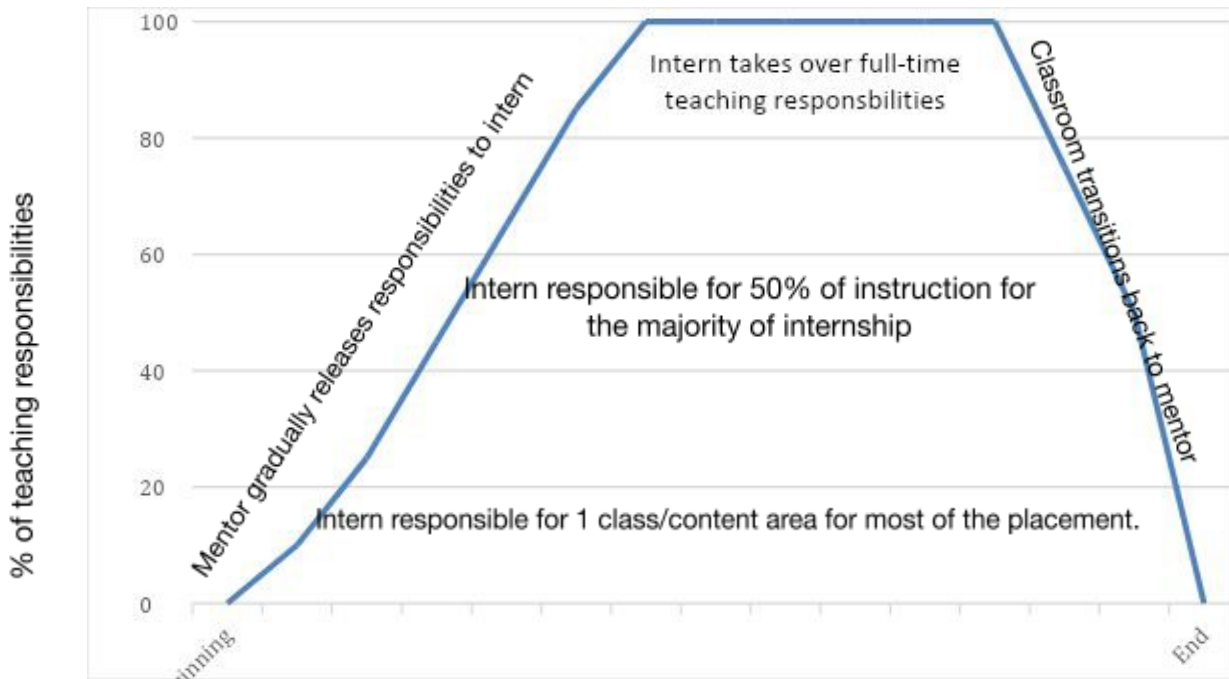 % of teaching responsibilities
100
80
60
40
20
0
Mentor gradually releases responsibilities to intern
Intern takes over full-time
teaching responsbilities
Classroom transitions back to mentor
Intern responsible for 50% of instruction for
the majority of internship
Intern responsible for 1 class/content area for most of the placement.
End